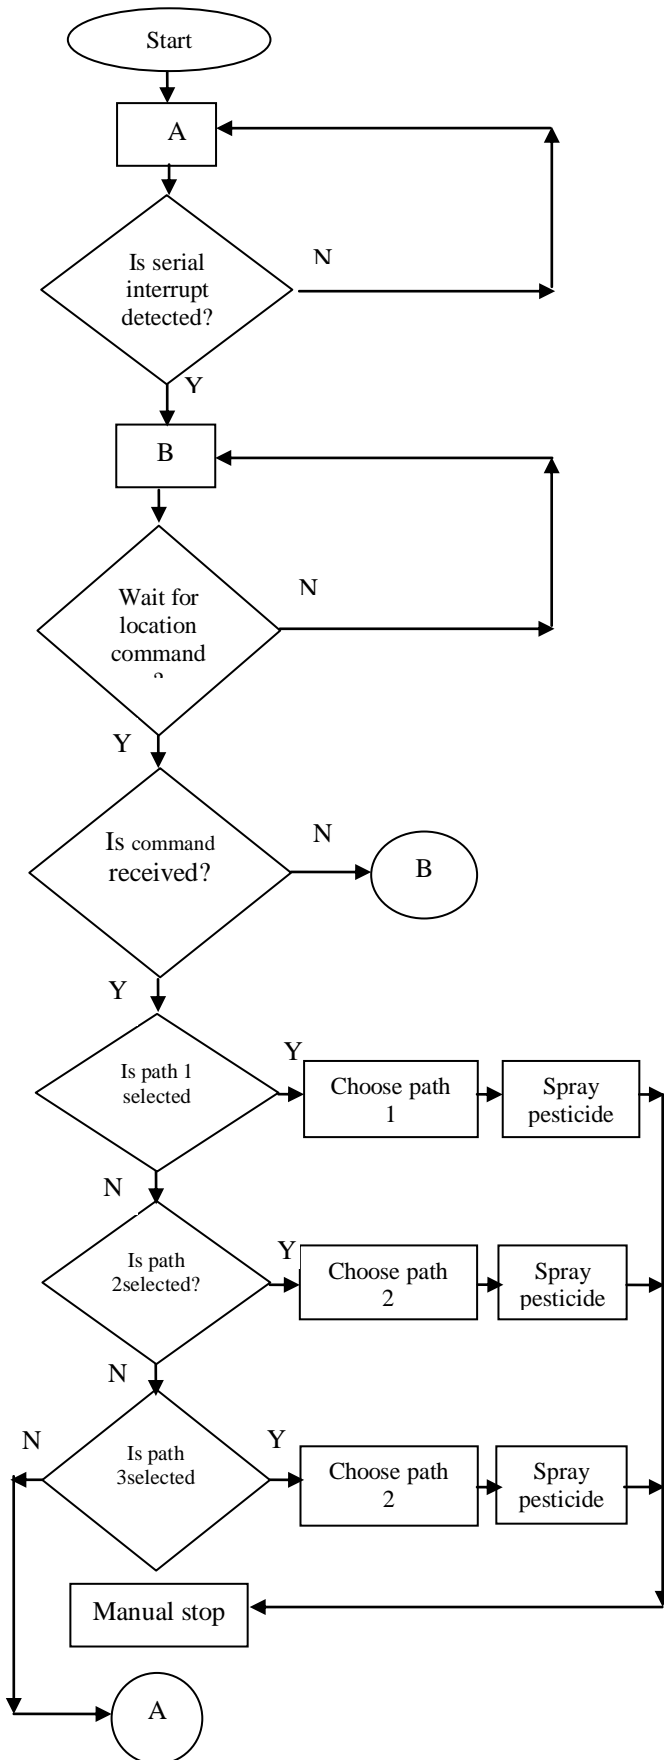 Start
A
Is serial
interrupt
detected?
N
Y
B
Wait for
location
command
N
Y
Is command
received?
N
B
Y
Is path 1
selected
Y
Choose path
1
Spray
pesticide
N
Is path
2selected?
Y
Choose path
2
Spray
pesticide
N
Is path
3selected
N
Y
Choose path
2
Spray
pesticide
Manual stop
A